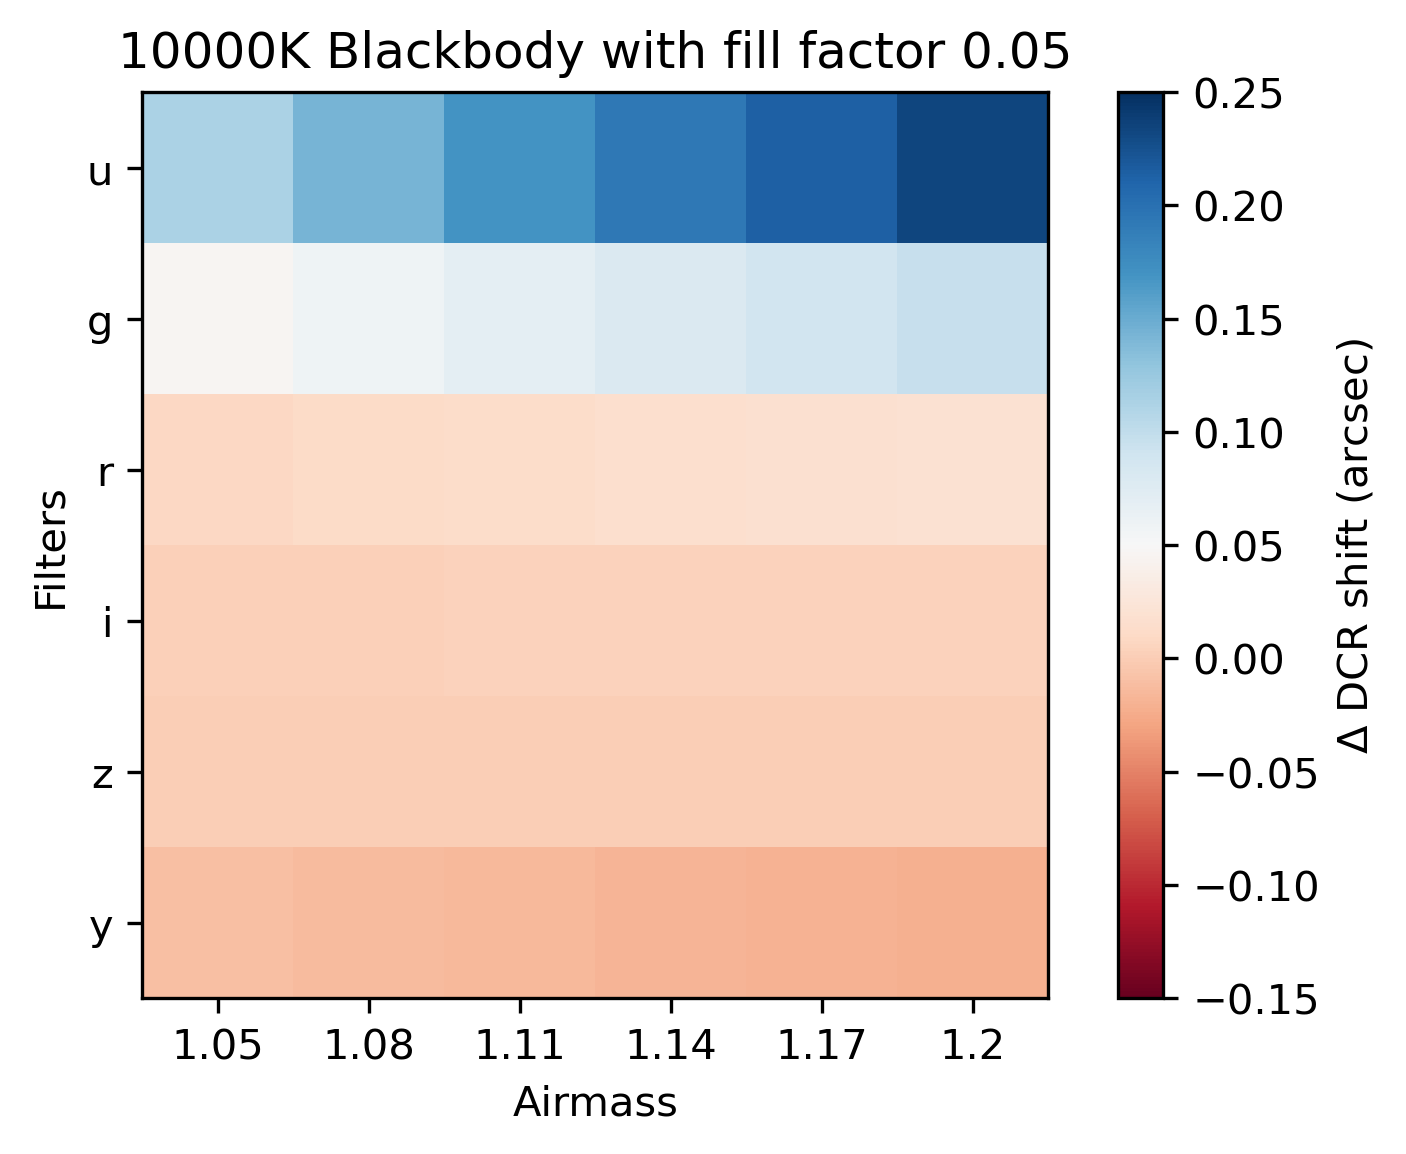 10000K Blackbody with fill factor 0.05
u
g
r
i
z
y
Filters
1.05 1.08 1.11 1.14 1.17 1.2
Airmass
0.25
0.20
0.15
0.10
0.05
0.00
−0.05
−0.10
−0.15
Δ DCR shift (arcsec)